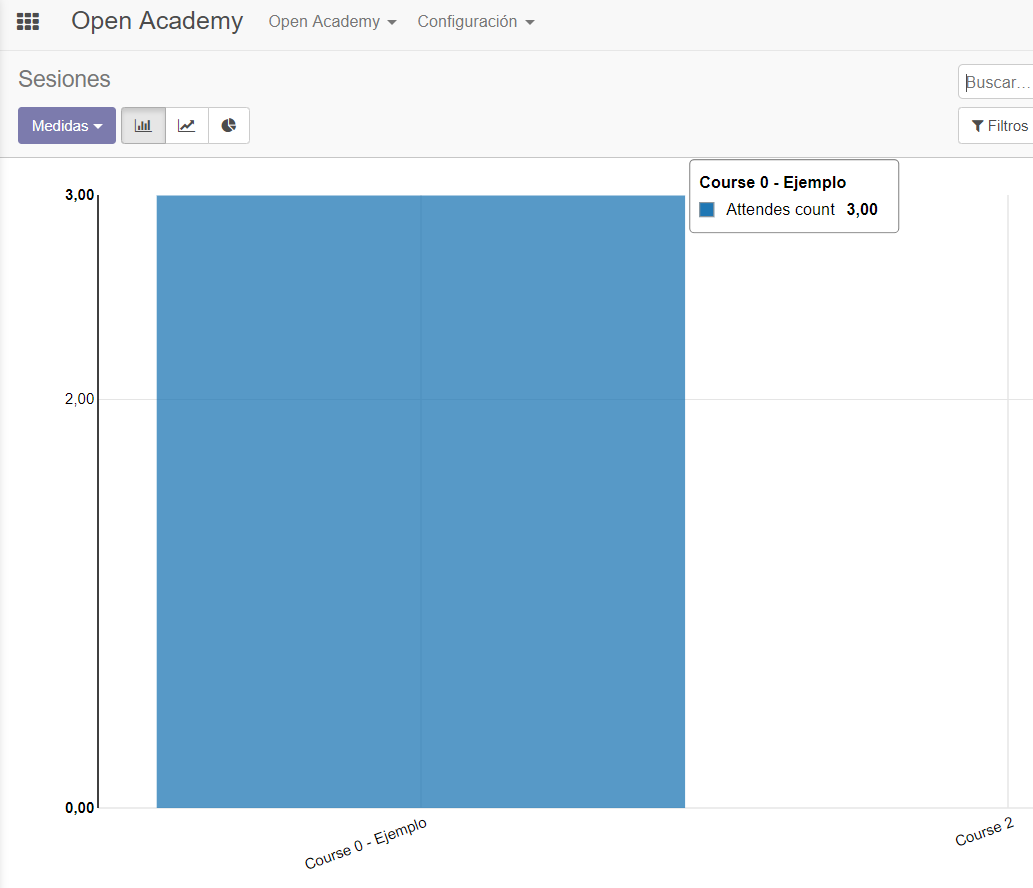 Open Academy Open Academy Configuración
Sesiones
Buscar...
Medidas
Filtros
Course 0 - Ejemplo
Attendes count 3,00
3,00
2,00
0,00
Course 0 - Ejemplo
Course 2